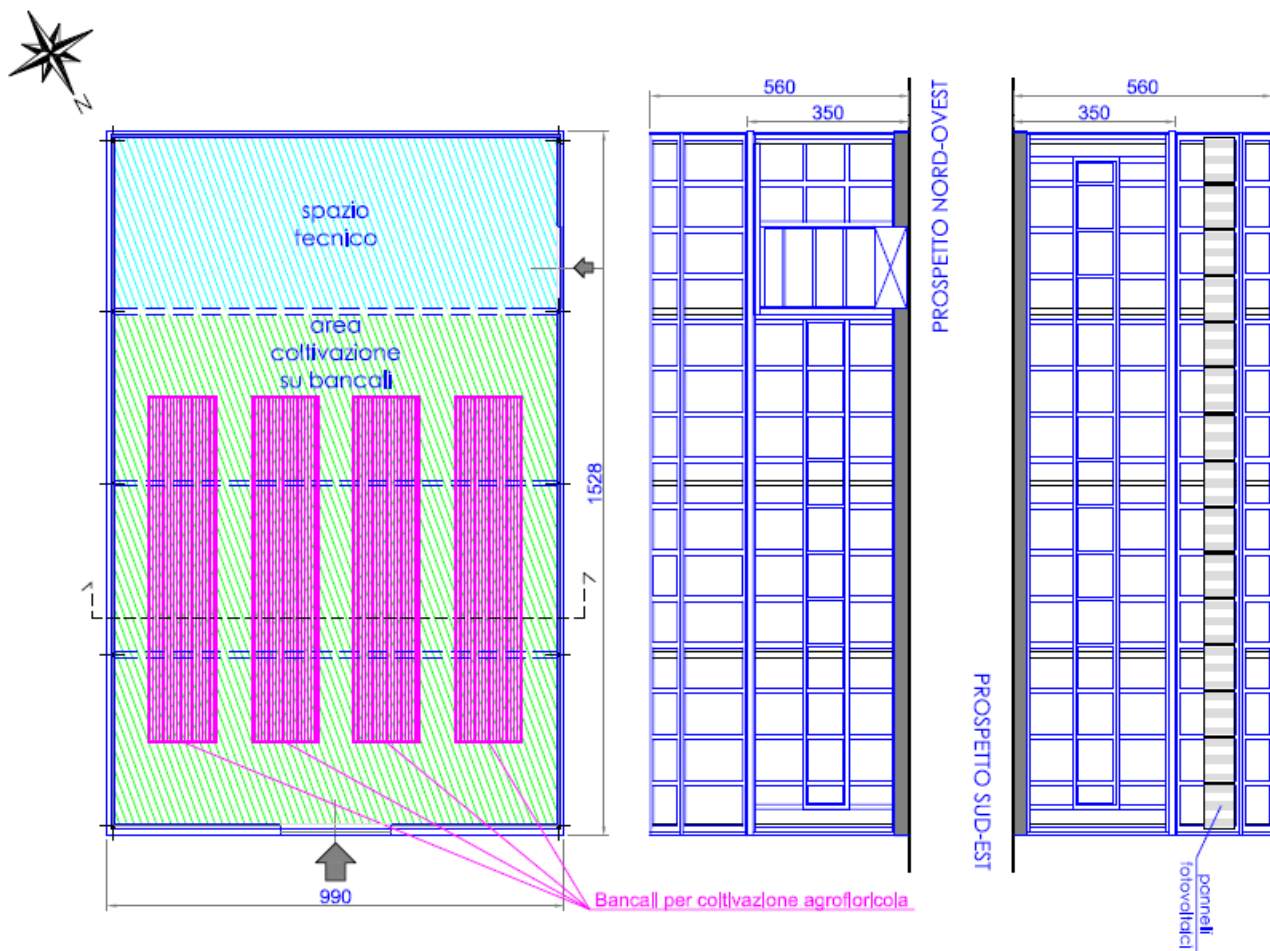 N
spazio
tecnico
area
coltivazione
su bancali
1528
990
Bancali per coltivazione agrofloricola
560
350
PROSPETTO NORD-OVEST
560
350
PROSPETTO SUD-EST
pannelli
fotovoltaici